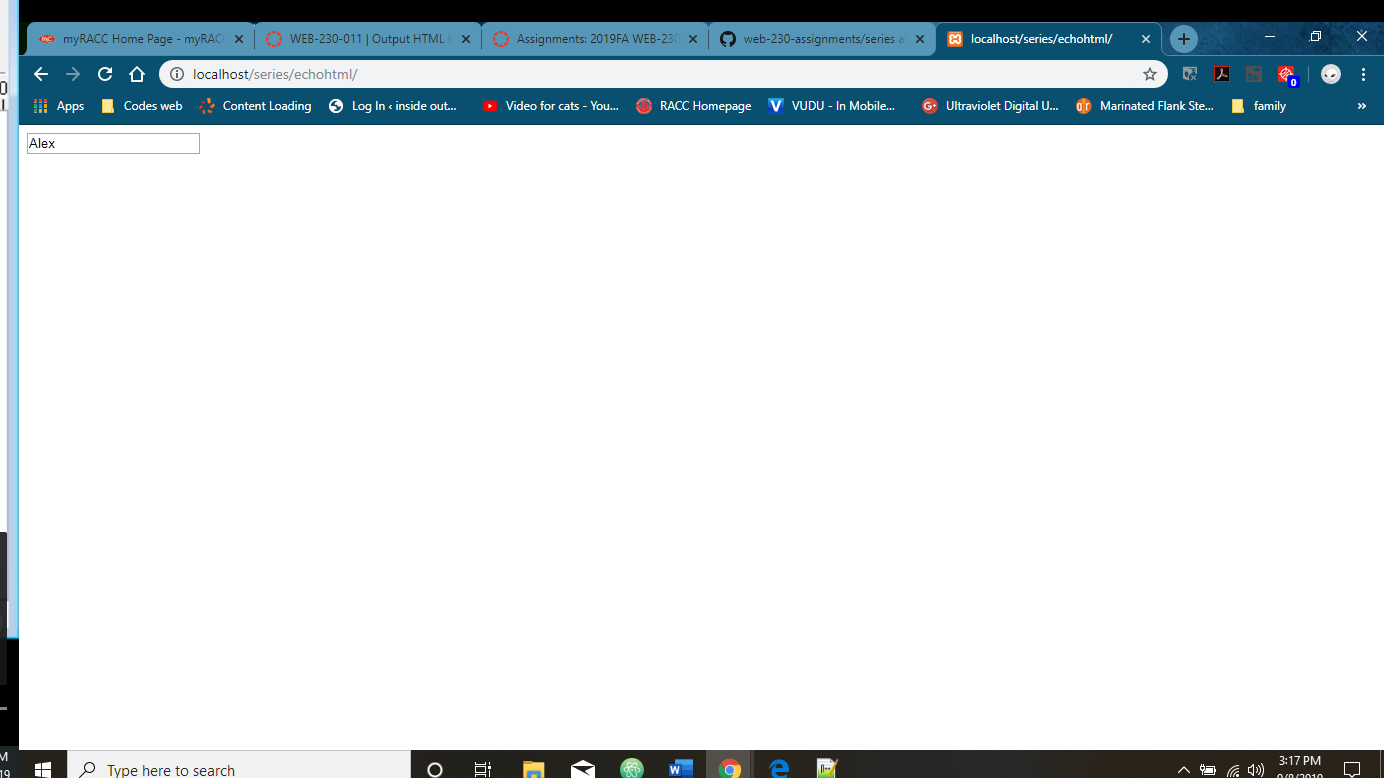 myRACC Home Page - myRAC
WEB-230-011 | Output HTML U
Assignments: 2019FA WEB-230
web-230-assignments/series a
localhost/series/echohtml/
localhost/series/echohtml/
0
Apps
Codes web
Content Loading
Log In ‹ inside out...
Video for cats - You...
RACC Homepage
VUDU - In Mobile...
Ultraviolet Digital U...
Marinated Flank Ste...
family
»
Alex
Type here to search
3:17 PM